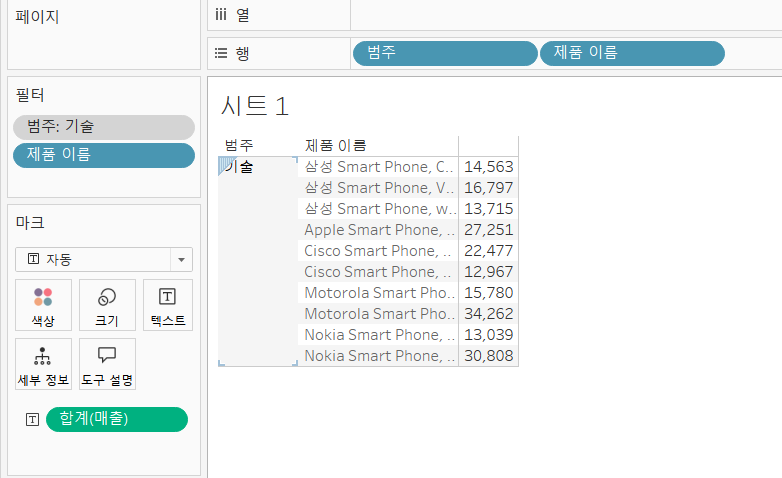 페이지
열
행
범주
제품 이름
필터
범주: 기술
제품 이름
마크
자동
색상
크기
텍스트
세부 정보
도구 설명
합계(매출)
시트 1
범주 제품 이름
기술 삼성 Smart Phone, C.. 14,563
삼성 Smart Phone, V.. 16,797
삼성 Smart Phone, w.. 13,715
Apple Smart Phone, .. 27,251
Cisco Smart Phone, .. 22,477
Cisco Smart Phone, .. 12,967
Motorola Smart Pho.. 15,780
Motorola Smart Pho.. 34,262
Nokia Smart Phone, .. 13,039
Nokia Smart Phone, .. 30,808